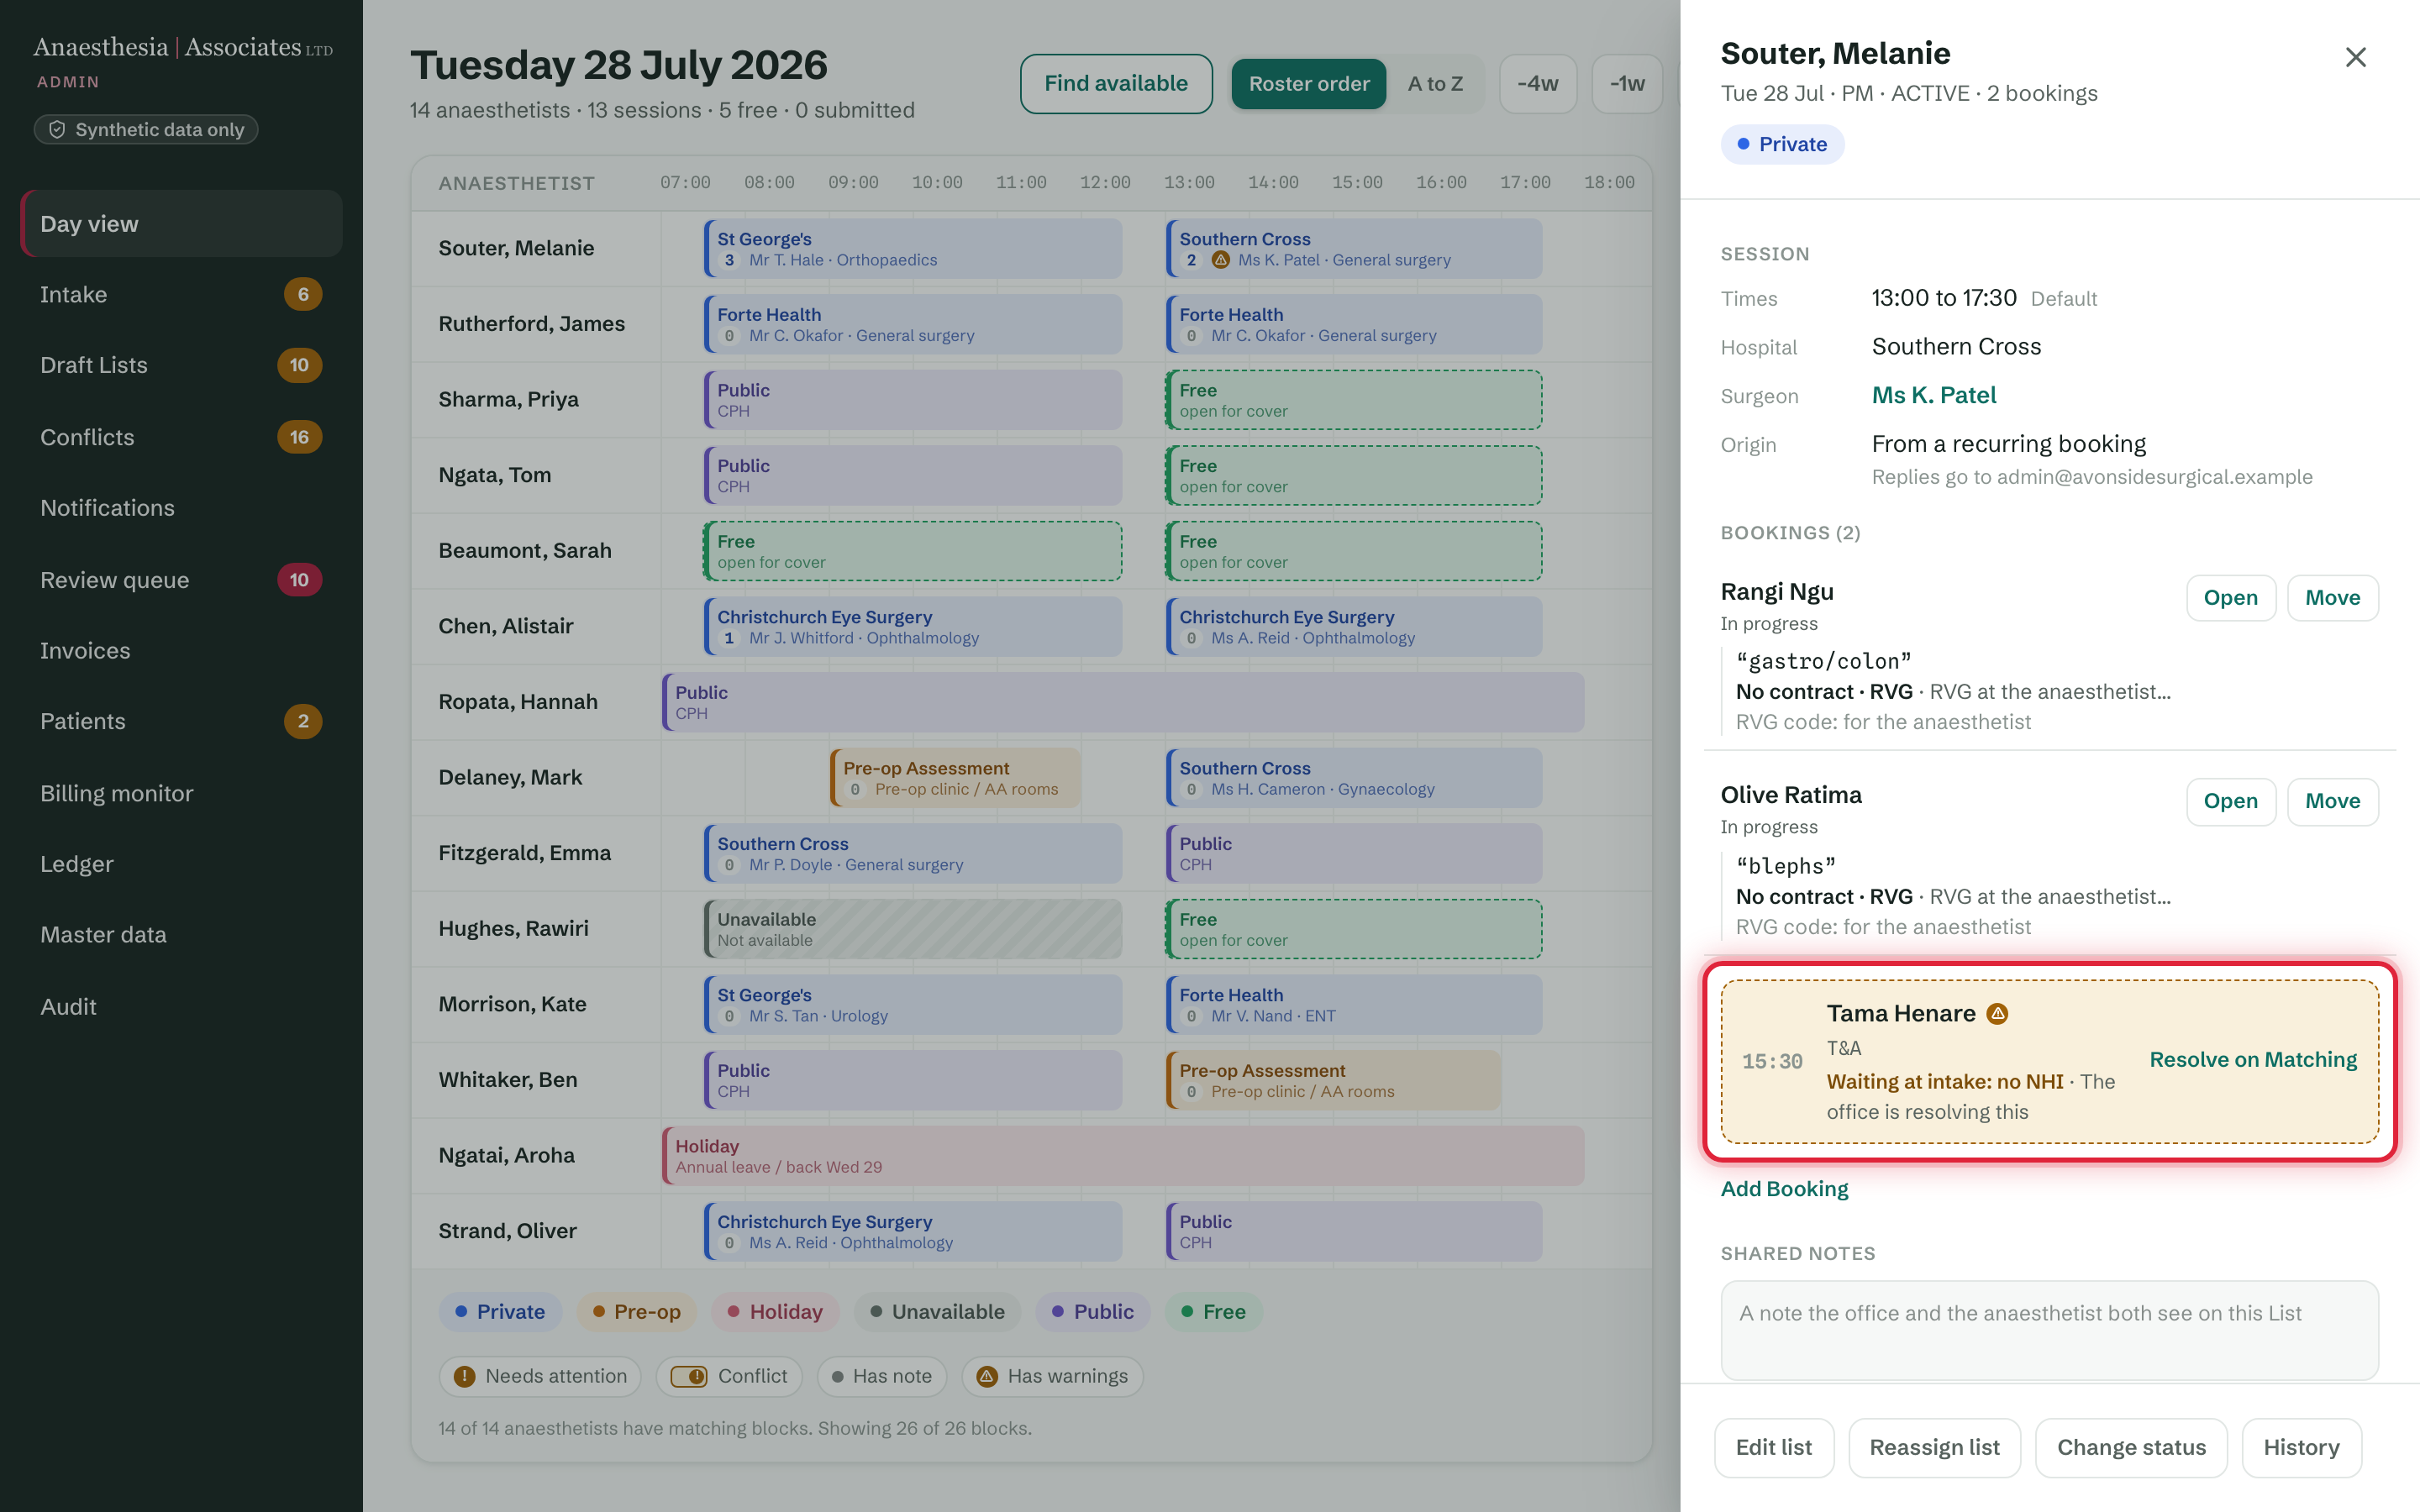 Anaesthesia | Associates LTD
ADMIN
Synthetic data only
Day view
Intake 6
Draft Lists 10
Conflicts 16
Notifications
Review queue 10
Invoices
Patients 2
Billing monitor
Ledger
Master data
Audit
Tuesday 28 July 2026
14 anaesthetists · 13 sessions · 5 free · 0 submitted
Find available
Roster order
A to Z
-4w
-1w
ANAESTHETIST 07:00 08:00 09:00 10:00 11:00 12:00 13:00 14:00 15:00 16:00 17:00 18:00
Souter, Melanie
St George's
3 Mr T. Hale · Orthopaedics
Southern Cross
2 Ms K. Patel · General surgery
Rutherford, James
Forte Health
0 Mr C. Okafor · General surgery
Forte Health
0 Mr C. Okafor · General surgery
Sharma, Priya
Public
CPH
Free
open for cover
Ngata, Tom
Public
CPH
Free
open for cover
Beaumont, Sarah
Free
open for cover
Free
open for cover
Chen, Alistair
Christchurch Eye Surgery
1 Mr J. Whitford · Ophthalmology
Christchurch Eye Surgery
0 Ms A. Reid · Ophthalmology
Ropata, Hannah
Public
CPH
Delaney, Mark
Pre-op Assessment
0 Pre-op clinic / AA rooms
Southern Cross
0 Ms H. Cameron · Gynaecology
Fitzgerald, Emma
Southern Cross
0 Mr P. Doyle · General surgery
Public
CPH
Hughes, Rawiri
Unavailable
Not available
Free
open for cover
Morrison, Kate
St George's
0 Mr S. Tan · Urology
Forte Health
0 Mr V. Nand · ENT
Whitaker, Ben
Public
CPH
Pre-op Assessment
0 Pre-op clinic / AA rooms
Ngatai, Aroha
Holiday
Annual leave / back Wed 29
Strand, Oliver
Christchurch Eye Surgery
0 Ms A. Reid · Ophthalmology
Public
CPH
Private
Pre-op
Holiday
Unavailable
Public
Free
Needs attention
Conflict
Has note
Has warnings
14 of 14 anaesthetists have matching blocks. Showing 26 of 26 blocks.
Souter, Melanie
Tue 28 Jul · PM · ACTIVE · 2 bookings
Private
SESSION
Times 13:00 to 17:30 Default
Hospital Southern Cross
Surgeon Ms K. Patel
Origin From a recurring booking
Replies go to admin@avonsidesurgical.example
BOOKINGS (2)
Rangi Ngu
Open
Move
In progress
“gastro/colon”
No contract · RVG · RVG at the anaesthetist…
RVG code: for the anaesthetist
Olive Ratima
Open
Move
In progress
“blephs”
No contract · RVG · RVG at the anaesthetist…
RVG code: for the anaesthetist
15:30
Tama Henare
T&A
Waiting at intake: no NHI · The
office is resolving this
Resolve on Matching
Add Booking
SHARED NOTES
A note the office and the anaesthetist both see on this List
Edit list
Reassign list
Change status
History